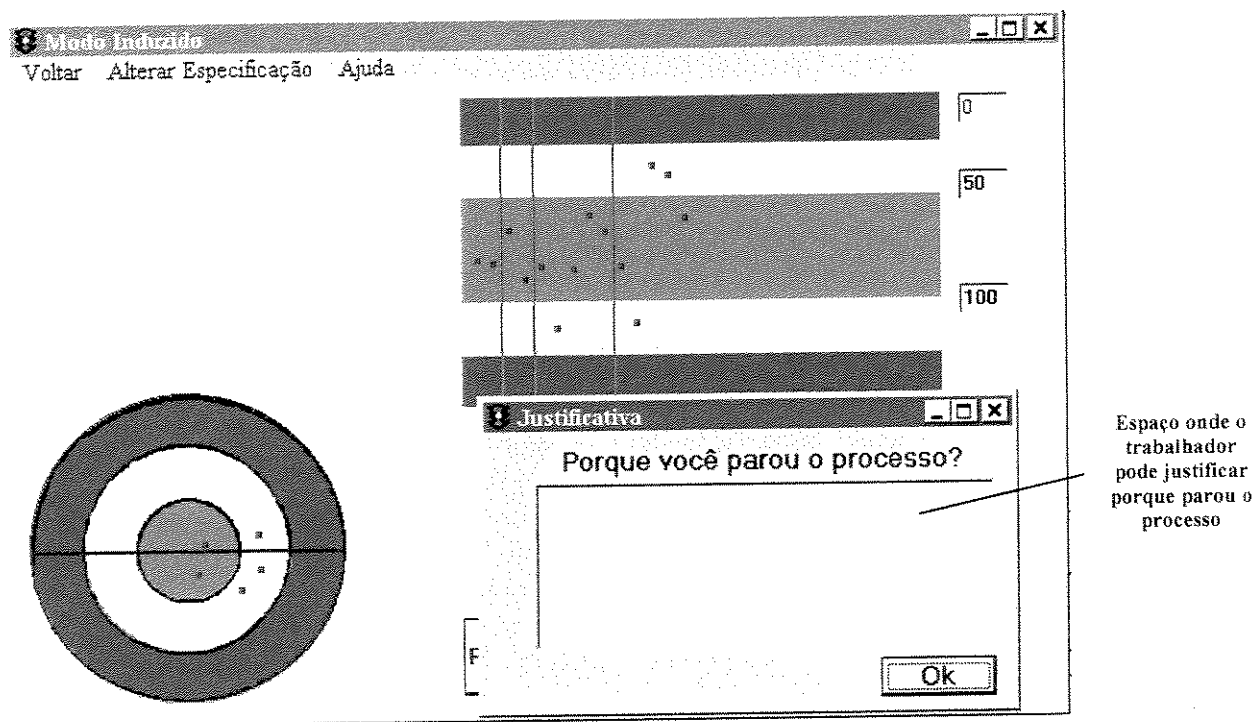 Modo Induzido
Voltar Alterar Especificação Ajuda
0
50
100
Justificativa
Porque você parou o processo?
Ok
Espaço onde o
trabalhador
pode justificar
porque parou o
processo